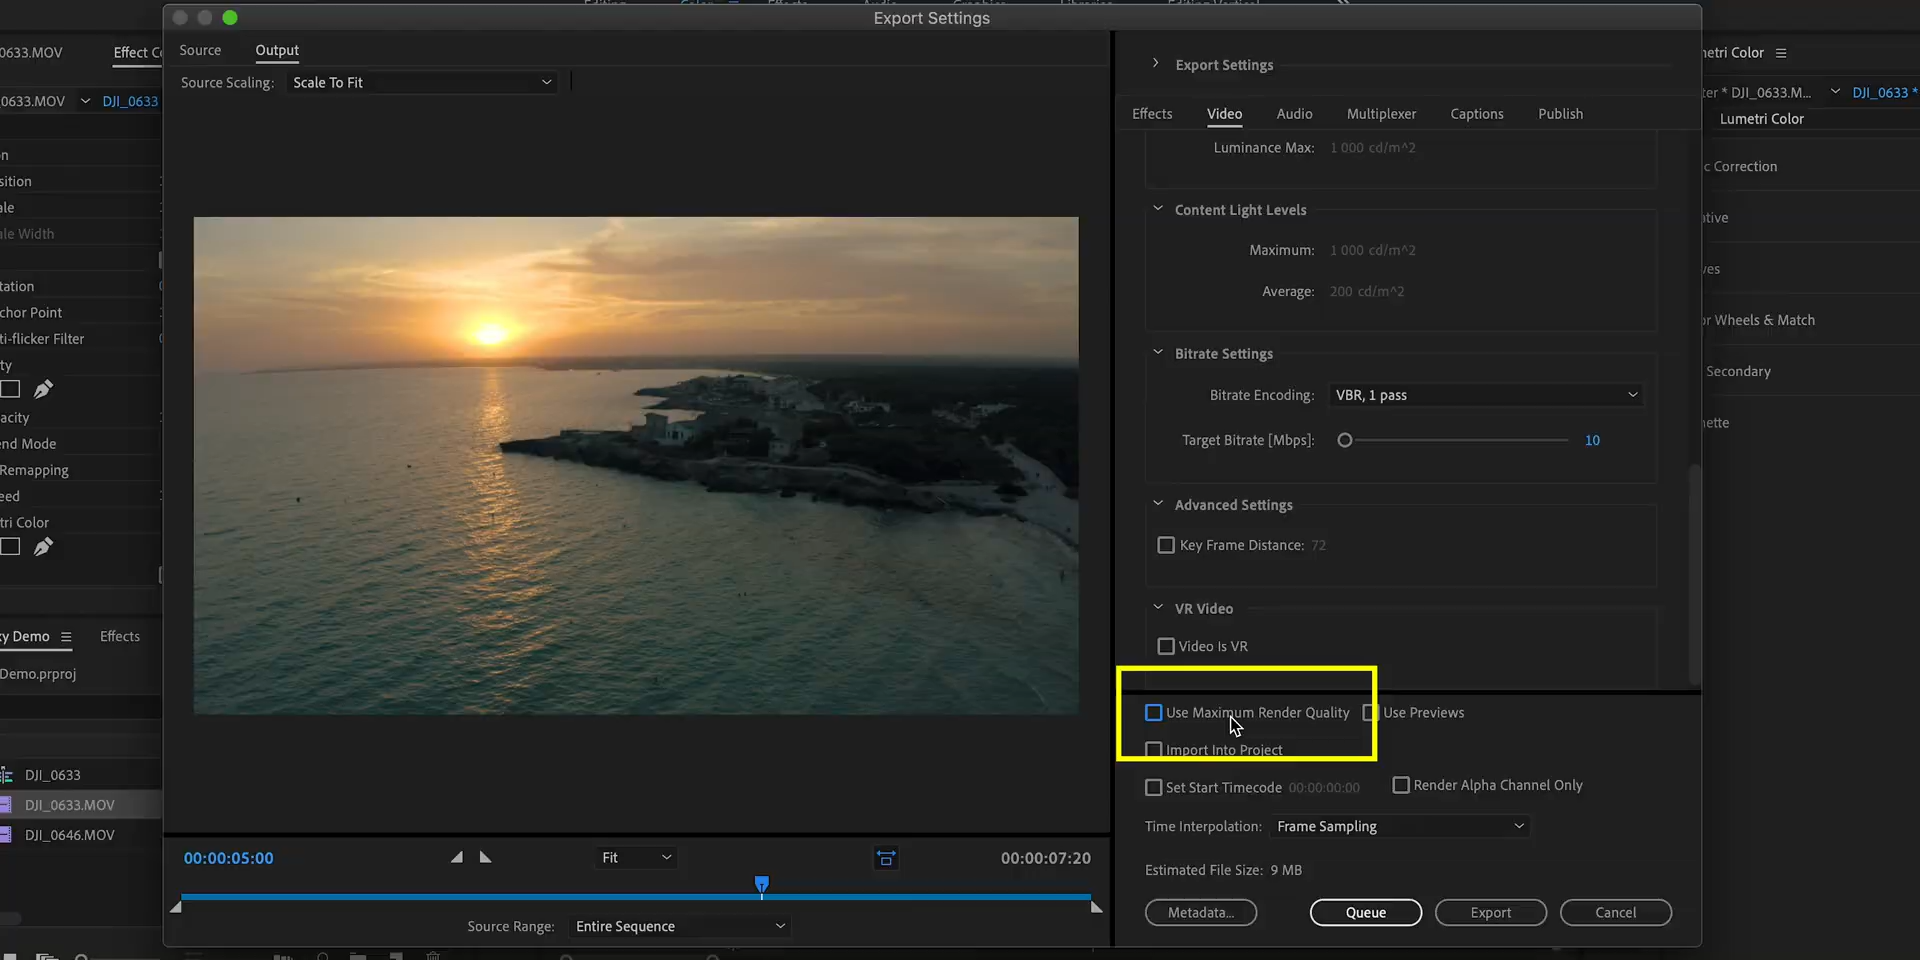 Export Settings
0633.MOV
Effect Co
0633.MOV
DJI_0633
Source
Output
Source Scaling:
Scale To Fit
Export Settings
Effects
Video
Audio
Multiplexer
Captions
Publish
Luminance Max: 1 000 cd/m^2
Content Light Levels
Maximum: 1 000 cd/m^2
Average: 200 cd/m^2
Bitrate Settings
Bitrate Encoding: VBR, 1 pass
Target Bitrate [Mbps]: 10
Advanced Settings
Key Frame Distance: 72
VR Video
Video Is VR
Use Maximum Render Quality
Use Previews
Import Into Project
Set Start Timecode 00:00:00:00
Render Alpha Channel Only
Time Interpolation: Frame Sampling
Estimated File Size: 9 MB
Metadata...
Queue
Export
Cancel
00:00:05:00
Fit
00:00:07:20
Source Range: Entire Sequence
n
sition
ale
ale Width
tation
chor Point
ti-flicker Filter
ty
acity
end Mode
Remapping
eed
tri Color
xy Demo
Effects
Demo.prproj
DJI_0633
DJI_0633.MOV
DJI_0646.MOV
metri Color
ter * DJI_0633.M...
DJI_0633 *
Lumetri Color
c Correction
ative
ves
or Wheels & Match
Secondary
nette